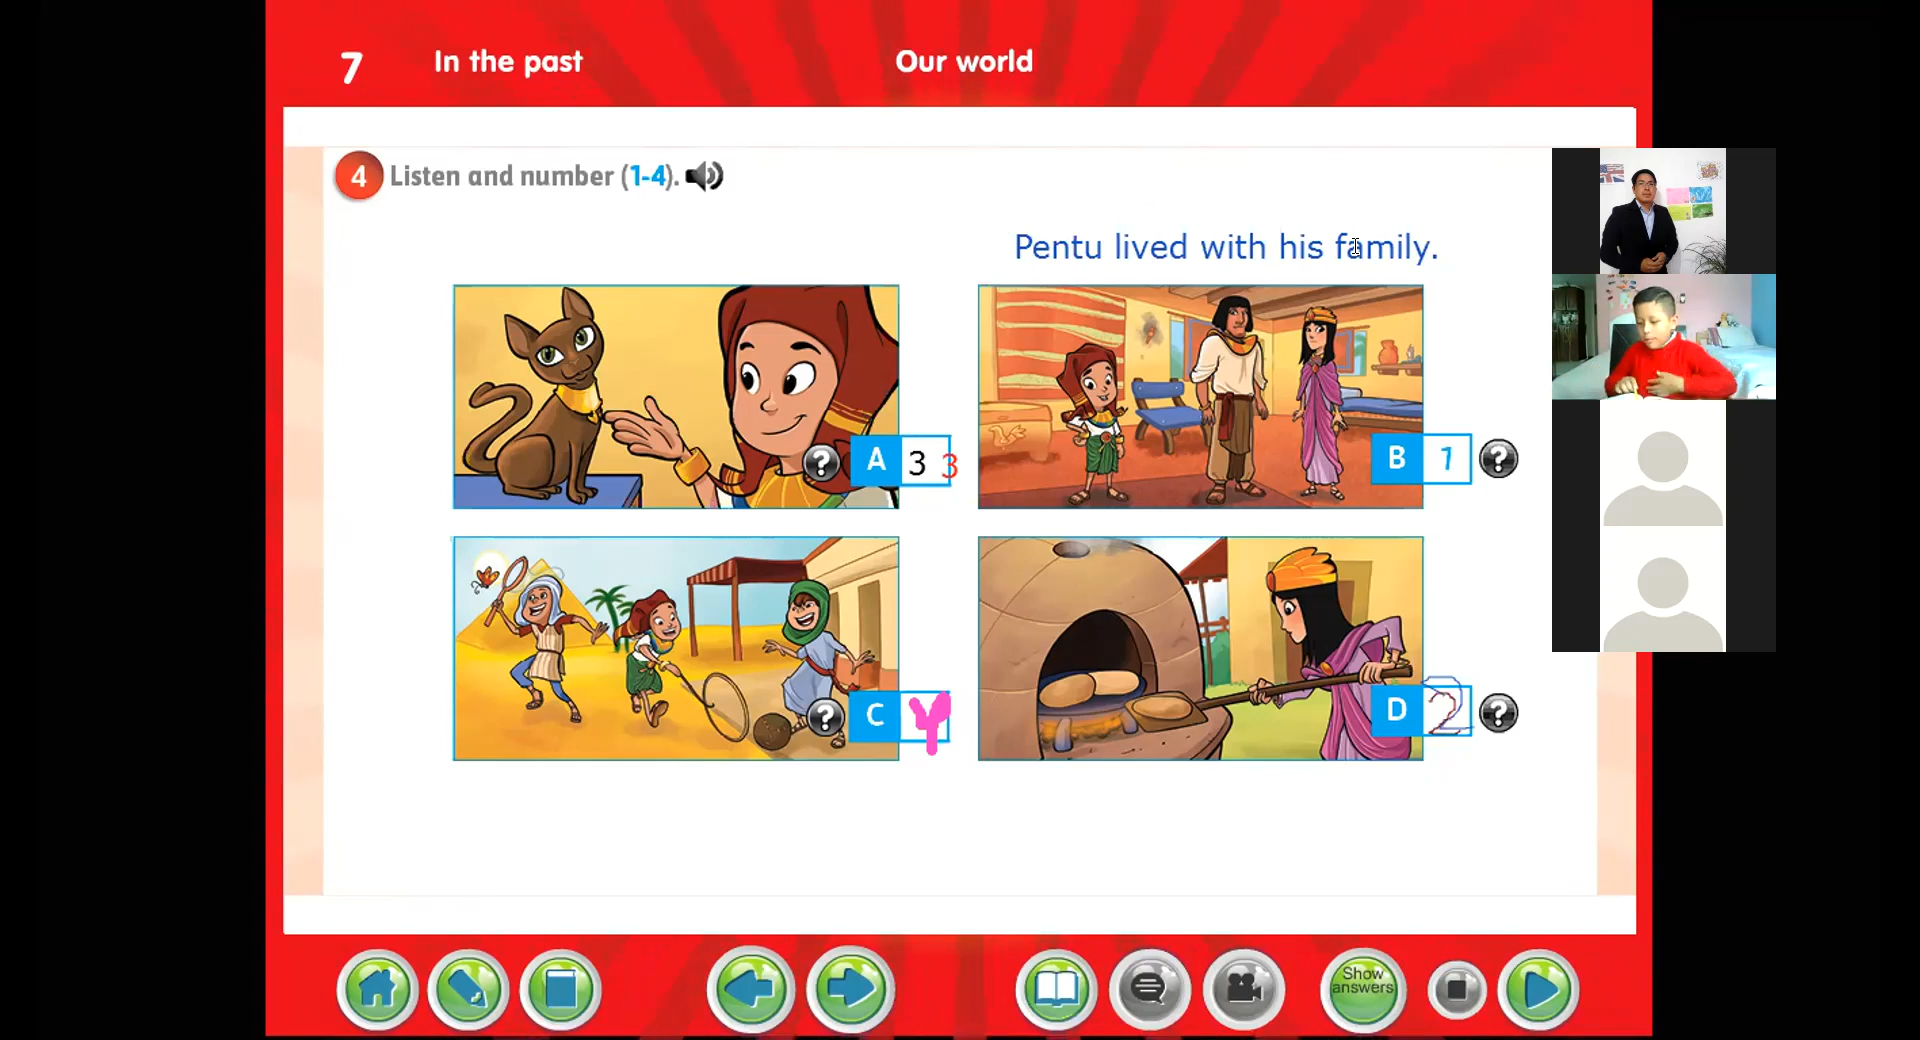 7 In the past Our world
4 Listen and number (1-4).
Pentu lived with his family.
? A 3 3
B 1 ?
? C 4
D 2 ?
Show
answers